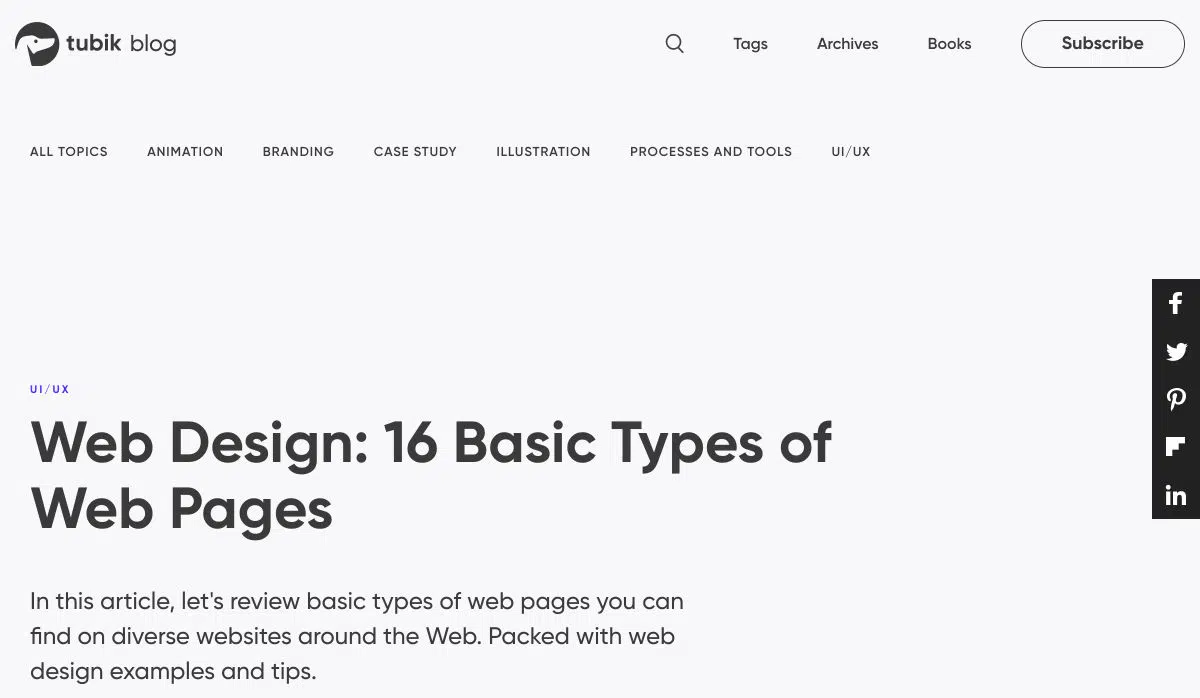 tubik blog
Tags
Archives
Books
Subscribe
ALL TOPICS
ANIMATION
BRANDING
CASE STUDY
ILLUSTRATION
PROCESSES AND TOOLS
UI/UX
UI/UX
Web Design: 16 Basic Types of
Web Pages
In this article, let's review basic types of web pages you can
find on diverse websites around the Web. Packed with web
design examples and tips.